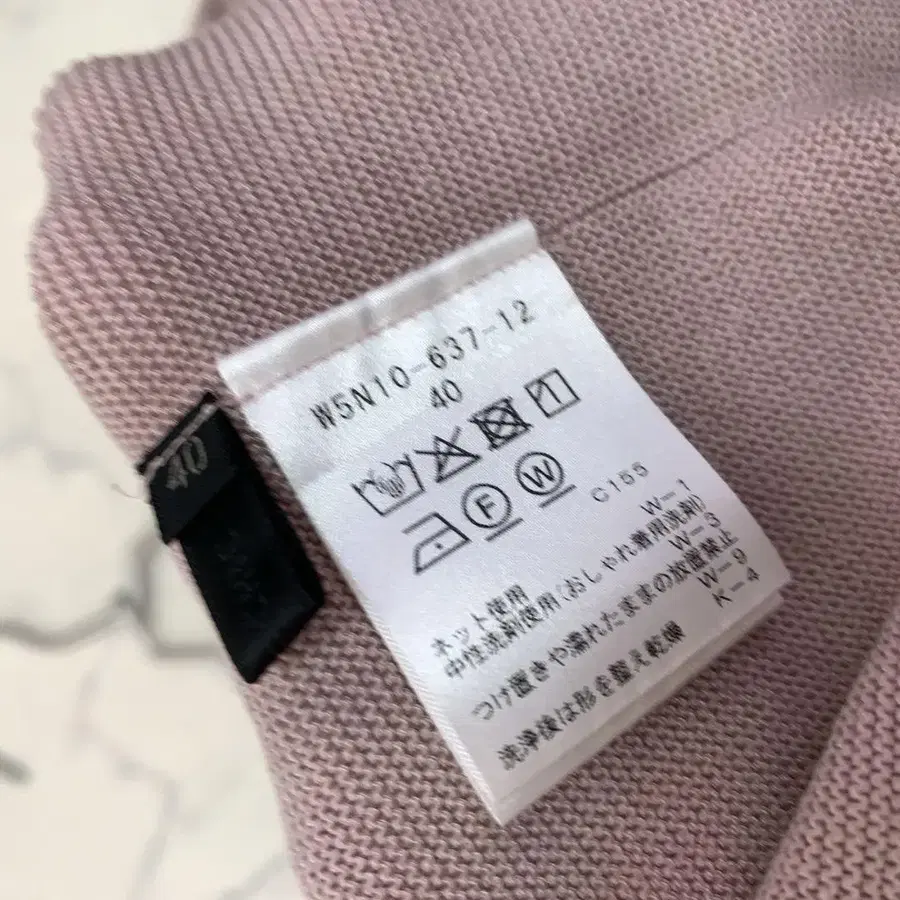 W5N10-637-12
40
F W
C155
W-1
ネット使用
W-3
中性洗剤使用(おしゃれ着用洗剤)
W-9
つけ置きや濡れたままの放置禁止
K-4
洗浄後は形を整え乾燥
40